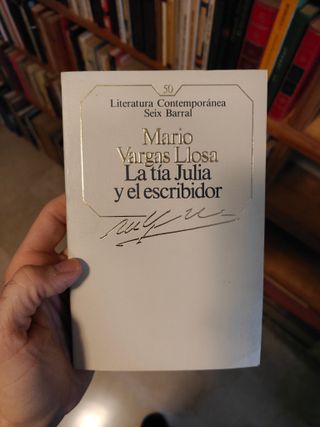 50
Literatura Contemporánea
Seix Barral
Mario
Vargas Llosa
La tía Julia
y el escribidor